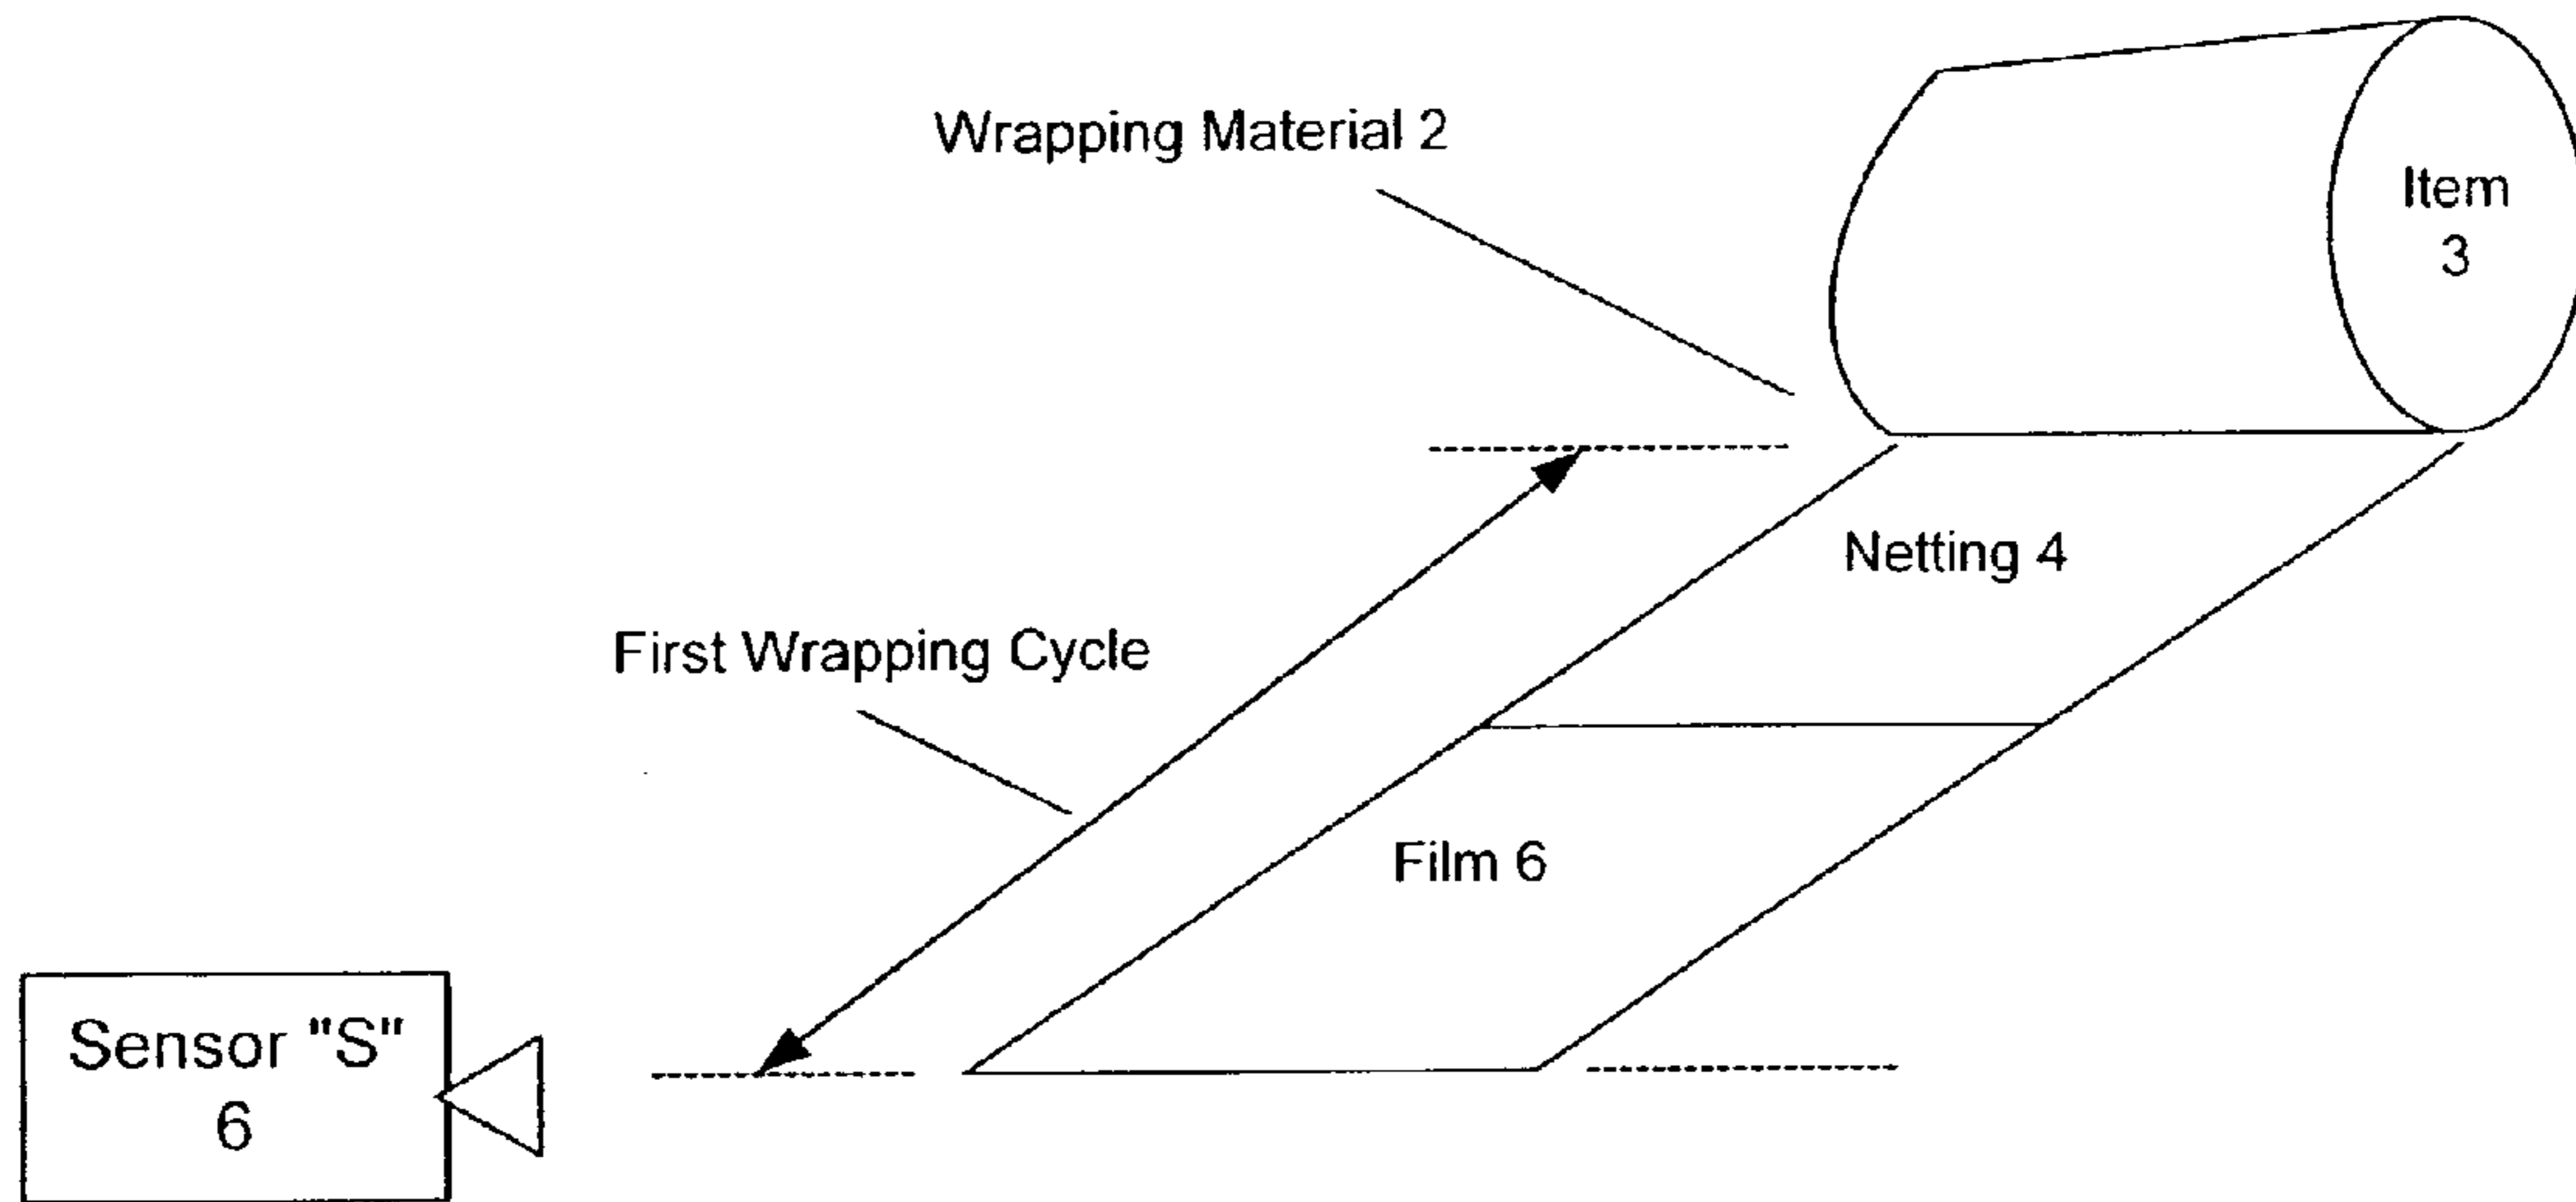 Wrapping Material 2
Item
3
Netting 4
First Wrapping Cycle
Film 6
Sensor "S"
6